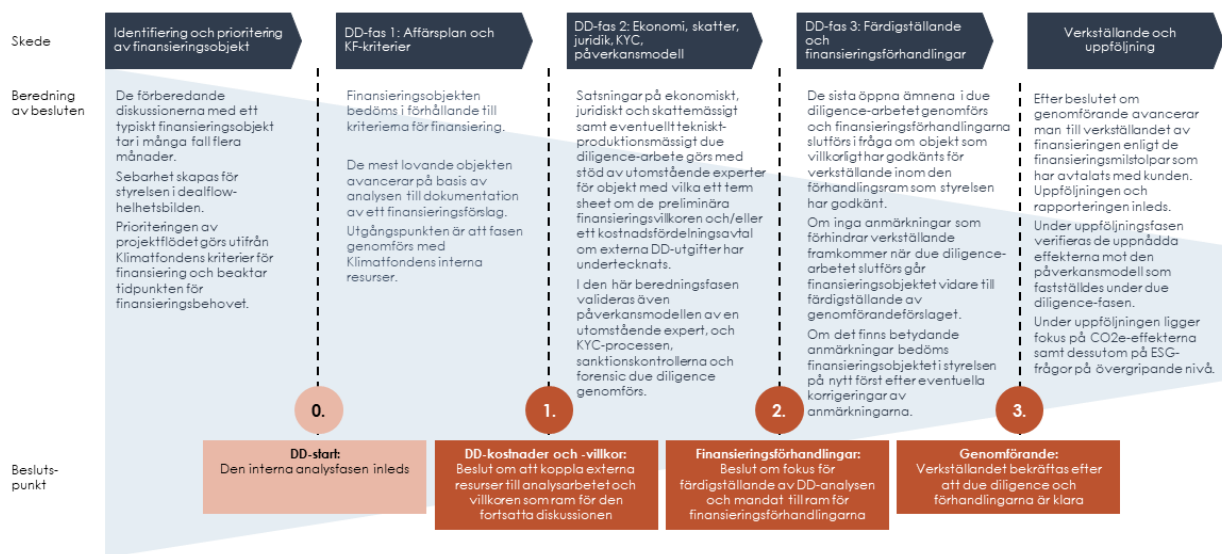 Skede
Identifiering och prioritering
av finansieringsobjekt
DD-fas 1: Affärsplan och
KF-kriterier
DD-fas 2: Ekonomi, skatter,
juridik, KYC,
påverkansmodell
DD-fas 3: Färdigställande
och
finansieringsförhandlingar
Verkställande och
uppföljning
Beredning
av besluten
De förberedande
diskussionerna med ett
typiskt finansieringsobjekt
tar i många fall flera
månader.
Sebarhet skapas för
styrelsen i dealflow-
helhetsbilden.
Prioriteringen av
projektflödet görs utifrån
Klimatfondens kriterier för
finansiering och beaktar
tidpunkten för
finansieringsbehovet.
Finansieringsobjekten
bedöms i förhållande till
kriterierna för finansiering.
De mest lovande objekten
avancerar på basis av
analysen till dokumentation
av ett finansieringsförslag.
Utgångspunkten är att fasen
genomförs med
Klimatfondens interna
resurser.
Satsningar på ekonomiskt,
juridiskt och skattemässigt
samt eventuellt tekniskt-
produktionsmässigt due
diligence-arbete görs med
stöd av utomstående experter
för objekt med vilka ett term
sheet om de preliminära
finansieringsvillkoren och/eller
ett kostnadsfördelningsavtal
om externa DD-utgifter har
undertecknats.
I den här beredningsfasen
valideras även
påverkansmodellen av en
utomstående expert, och
KYC-processen,
sanktionskontrollerna och
forensic due diligence
genomförs.
De sista öppna ämnena i due
diligence-arbetet genomförs
och finansieringsförhandlingarna
slutförs i fråga om objekt som
villkorligt har godkänts för
verkställande inom den
förhandlingsram som styrelsen
har godkänt.
Om inga anmärkningar som
förhindrar verkställande
framkommer när due diligence-
arbetet slutförs går
finansieringsobjektet vidare till
färdigställande av
genomförandeförslaget.
Om det finns betydande
anmärkningar bedöms
finansieringsobjektet i styrelsen
på nytt först efter eventuella
korrigeringar av
anmärkningarna.
Efter beslutet om
genomförande avancerar
man till verkställandet av
finansieringen enligt de
finansieringsmilstolpar som
har avtalats med kunden.
Uppföljningen och
rapporteringen inleds.
Under uppföljningsfasen
verifieras de uppnådda
effekterna mot den
påverkansmodell som
fastställdes under due
diligence-fasen.
Under uppföljningen ligger
fokus på CO2e-effekterna
samt dessutom på ESG-
frågor på övergripande nivå.
0.
1.
2.
3.
Besluts-
punkt
DD-start:
Den interna analysfasen inleds
DD-kostnader och -villkor:
Beslut om att koppla externa
resurser till analysarbetet och
villkoren som ram för den
fortsatta diskussionen
Finansieringsförhandlingar:
Beslut om fokus för
färdigställande av DD-analysen
och mandat till ram för
finansieringsförhandlingarna
Genomförande:
Verkställandet bekräftas efter
att due diligence och
förhandlingarna är klara